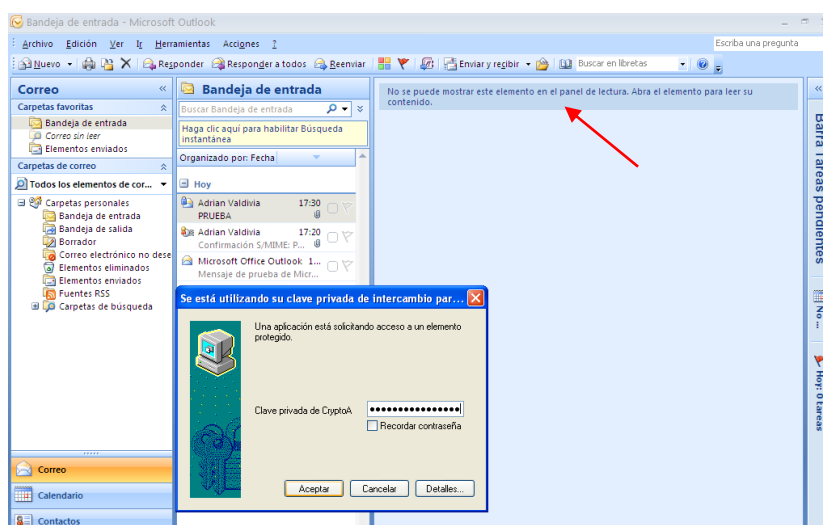 Bandeja de entrada - Microsoft Outlook
Archivo Edición Ver Ir Herramientas Acciones ?
Escriba una pregunta
Nuevo Responder Responder a todos Reenviar Enviar y recibir Buscar en libretas
Correo «
Carpetas favoritas
Bandeja de entrada
Correo sin leer
Elementos enviados
Carpetas de correo
Todos los elementos de cor...
Carpetas personales
Bandeja de entrada
Bandeja de salida
Borrador
Correo electrónico no dese
Elementos eliminados
Elementos enviados
Fuentes RSS
Carpetas de búsqueda
Correo
Calendario
Contactos
Bandeja de entrada
Buscar Bandeja de entrada
Haga clic aquí para habilitar Búsqueda
instantánea
Organizado por: Fecha
Hoy
Adrian Valdivia 17:30
PRUEBA
Adrian Valdivia 17:20
Confirmación S/MIME: P...
Microsoft Office Outlook 1...
Mensaje de prueba de Micr...
No se puede mostrar este elemento en el panel de lectura. Abra el elemento para leer su
contenido.
Se está utilizando su clave privada de intercambio par...
Una aplicación está solicitando acceso a un elemento
protegido.
Clave privada de CryptoA ●●●●●●●●●●●●●●●●
Recordar contraseña
Aceptar Cancelar Detalles...
«
Barra Tareas pendientes
No ...
Hoy: 0 tareas